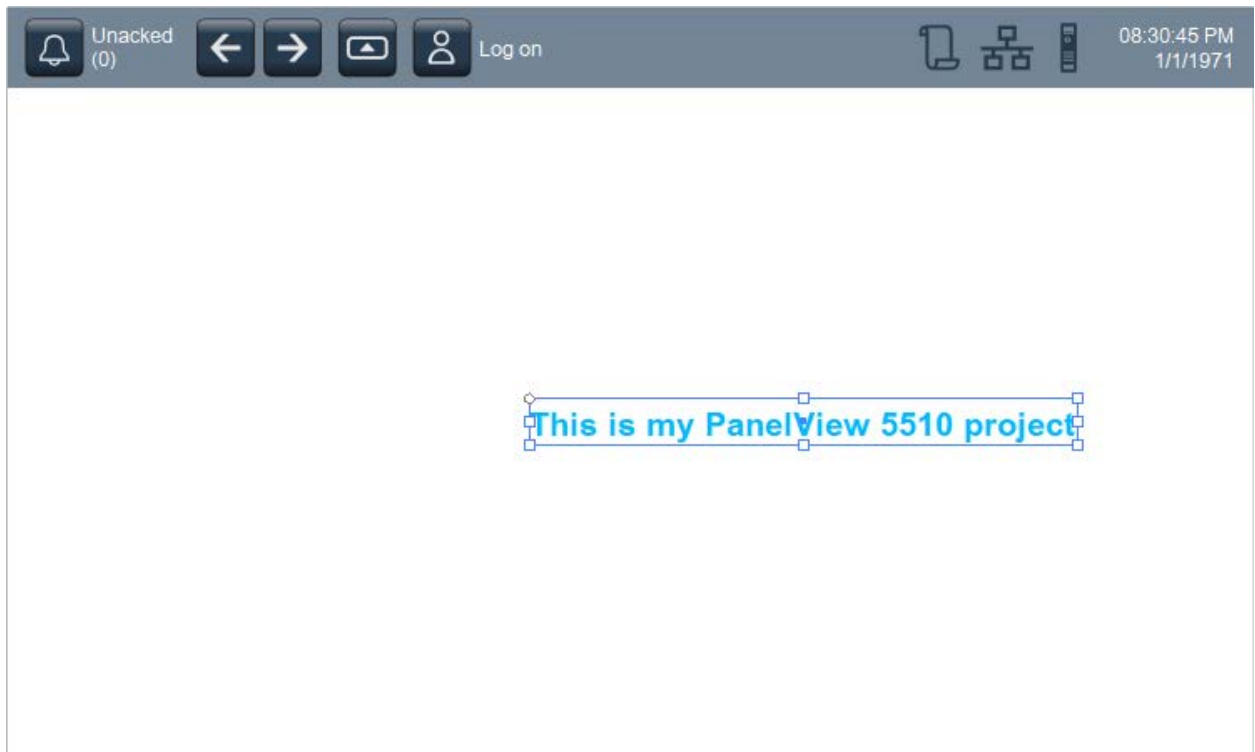 Unacked
(0)
Log on
08:30:45 PM
1/1/1971
This is my PanelView 5510 project